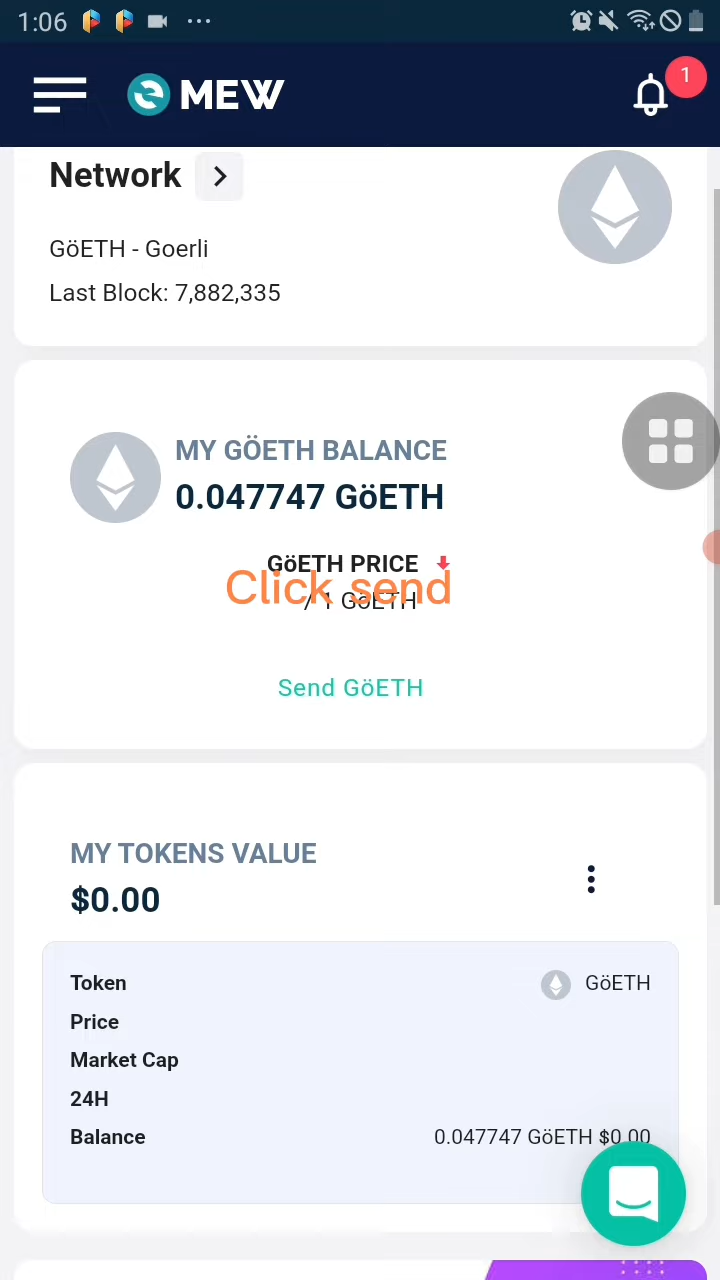 1:06
MEW
1
Network
GöETH - Goerli
Last Block: 7,882,335
MY GÖETH BALANCE
0.047747 GöETH
GöETH PRICE
Click send
/ 1 GöETH
Send GöETH
MY TOKENS VALUE
$0.00
Token GöETH
Price
Market Cap
24H
Balance 0.047747 GöETH $0.00